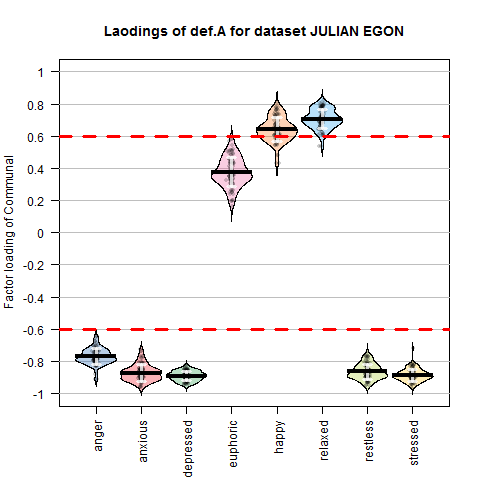 Laodings of def.A for dataset JULIAN EGON
Factor loading of Communal
1
0.8
0.6
0.4
0.2
0
-0.2
-0.4
-0.6
-0.8
-1
anger
anxious
depressed
euphoric
happy
relaxed
restless
stressed